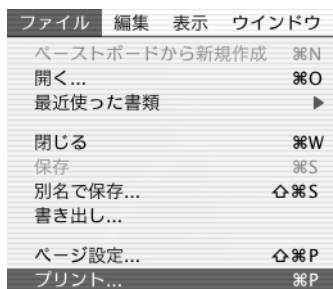 ファイル 編集 表示 ウインドウ
ペーストボードから新規作成 ⌘N
開く... ⌘O
最近使った書類 ▶
閉じる ⌘W
保存 ⌘S
別名で保存... ⇧⌘S
書き出し...
ページ設定... ⇧⌘P
プリント... ⌘P